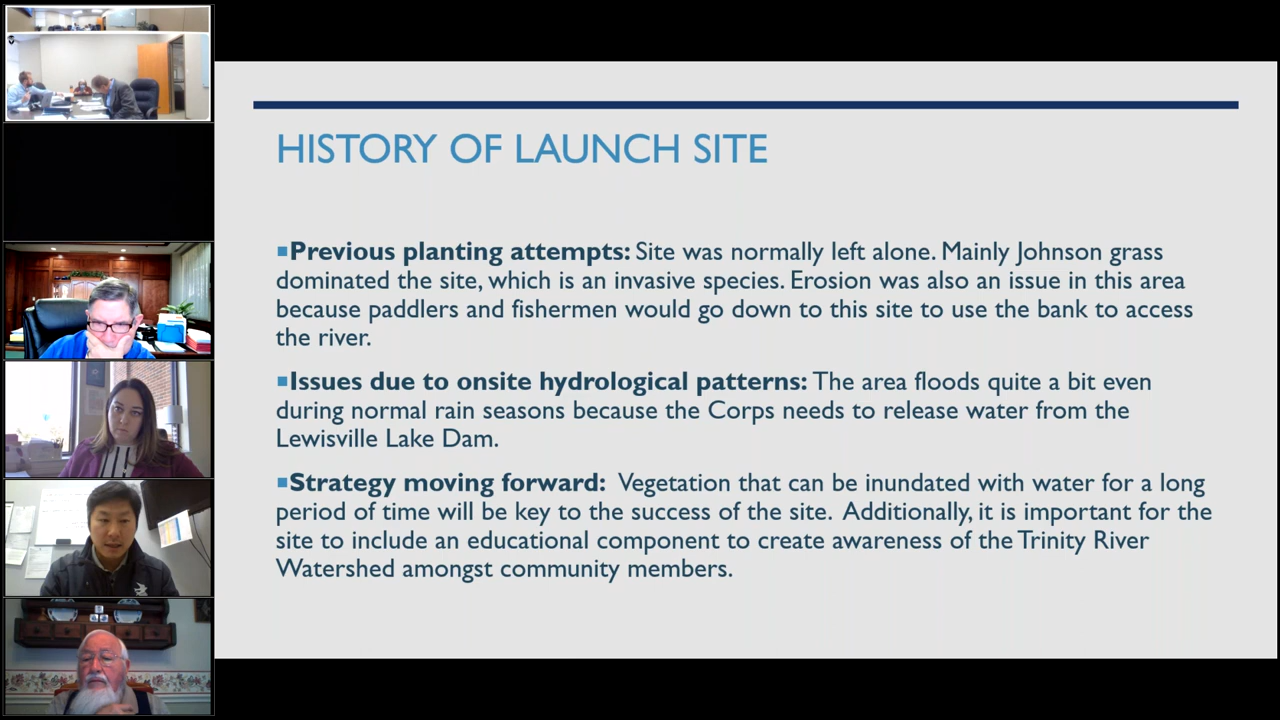 HISTORY OF LAUNCH SITE
▪Previous planting attempts: Site was normally left alone. Mainly Johnson grass
dominated the site, which is an invasive species. Erosion was also an issue in this area
because paddlers and fishermen would go down to this site to use the bank to access
the river.
▪Issues due to onsite hydrological patterns: The area floods quite a bit even
during normal rain seasons because the Corps needs to release water from the
Lewisville Lake Dam.
▪Strategy moving forward: Vegetation that can be inundated with water for a long
period of time will be key to the success of the site. Additionally, it is important for the
site to include an educational component to create awareness of the Trinity River
Watershed amongst community members.